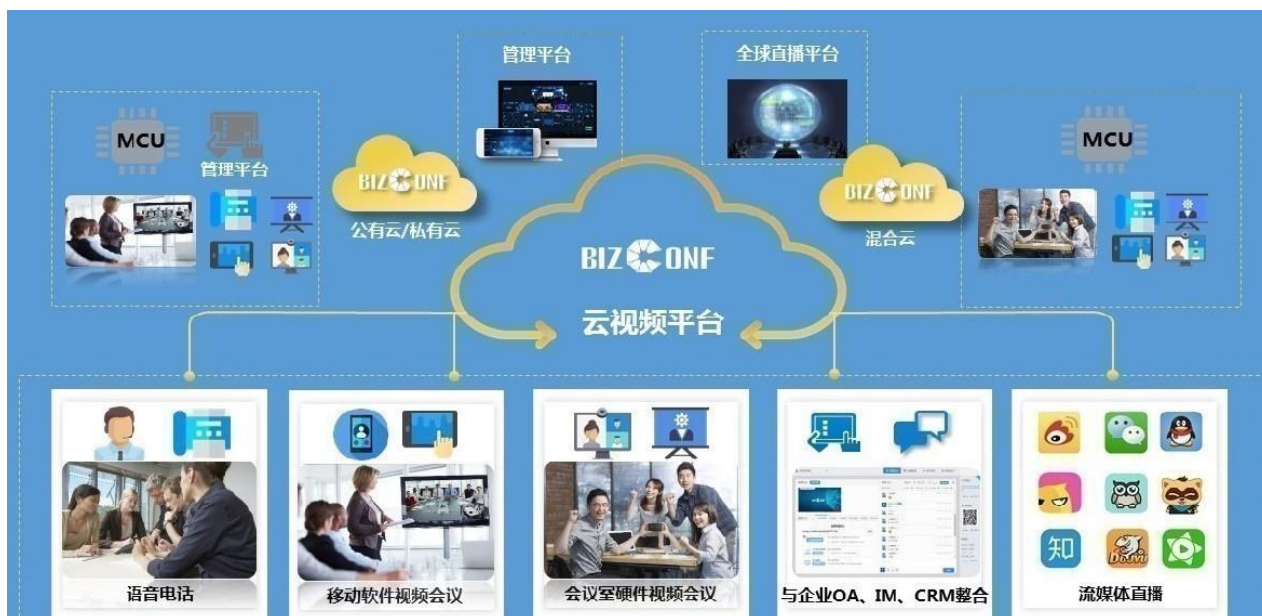 管理平台
全球直播平台
MCU
管理平台
BIZCONF
公有云/私有云
BIZCONF
混合云
MCU
BIZCONF
云视频平台
语音电话
移动软件视频会议
会议室硬件视频会议
与企业OA、IM、CRM整合
知
Douyu
流媒体直播